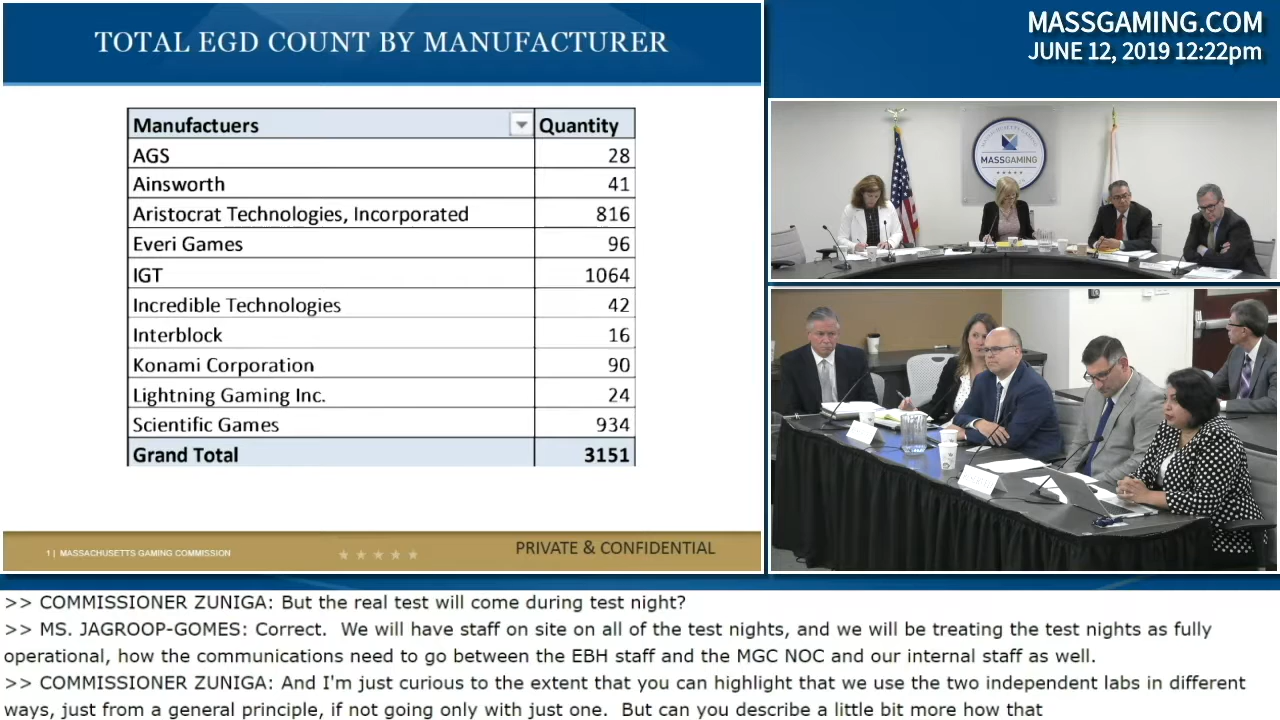 TOTAL EGD COUNT BY MANUFACTURER
Manufactuers Quantity
AGS 28
Ainsworth 41
Aristocrat Technologies, Incorporated 816
Everi Games 96
IGT 1064
Incredible Technologies 42
Interblock 16
Konami Corporation 90
Lightning Gaming Inc. 24
Scientific Games 934
Grand Total 3151
1 | MASSACHUSETTS GAMING COMMISSION
PRIVATE & CONFIDENTIAL
MASSGAMING.COM
JUNE 12, 2019 12:22pm
MASSGAMING
>> COMMISSIONER ZUNIGA: But the real test will come during test night?
>> MS. JAGROOP-GOMES: Correct. We will have staff on site on all of the test nights, and we will be treating the test nights as fully
operational, how the communications need to go between the EBH staff and the MGC NOC and our internal staff as well.
>> COMMISSIONER ZUNIGA: And I'm just curious to the extent that you can highlight that we use the two independent labs in different
ways, just from a general principle, if not going only with just one. But can you describe a little bit more how that